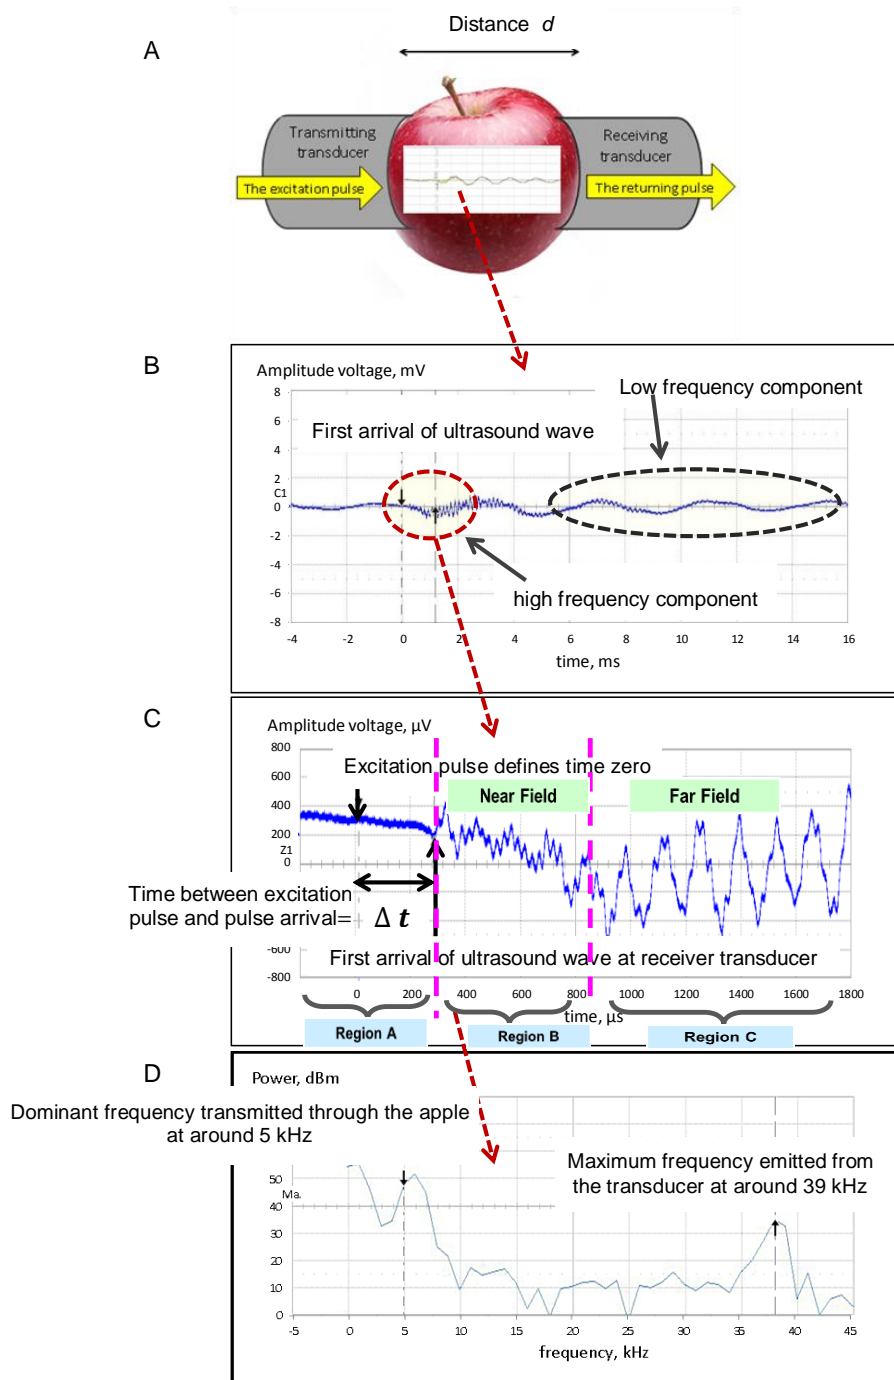 A
Distance d
Transmitting
transducer
The excitation pulse
Receiving
transducer
The returning pulse
B
Amplitude voltage, mV
Low frequency component
First arrival of ultrasound wave
high frequency component
8
6
4
2
C1
0
-2
-4
-6
-8
-4 -2 0 2 4 6 8 10 12 14 16
time, ms
C
Amplitude voltage, µV
Excitation pulse defines time zero
Near Field
Far Field
800
600
400
200
Z1
0
Time between excitation
pulse and pulse arrival= Δ t
First arrival of ultrasound wave at receiver transducer
-600
-800
0 200 400 600 800 1000 1200 1400 1600 1800
time, µs
Region A
Region B
Region C
D
Power, dBm
Dominant frequency transmitted through the apple
at around 5 kHz
Maximum frequency emitted from
the transducer at around 39 kHz
50
Ma.
40
30
20
10
0
-5 0 5 10 15 20 25 30 35 40 45
frequency, kHz